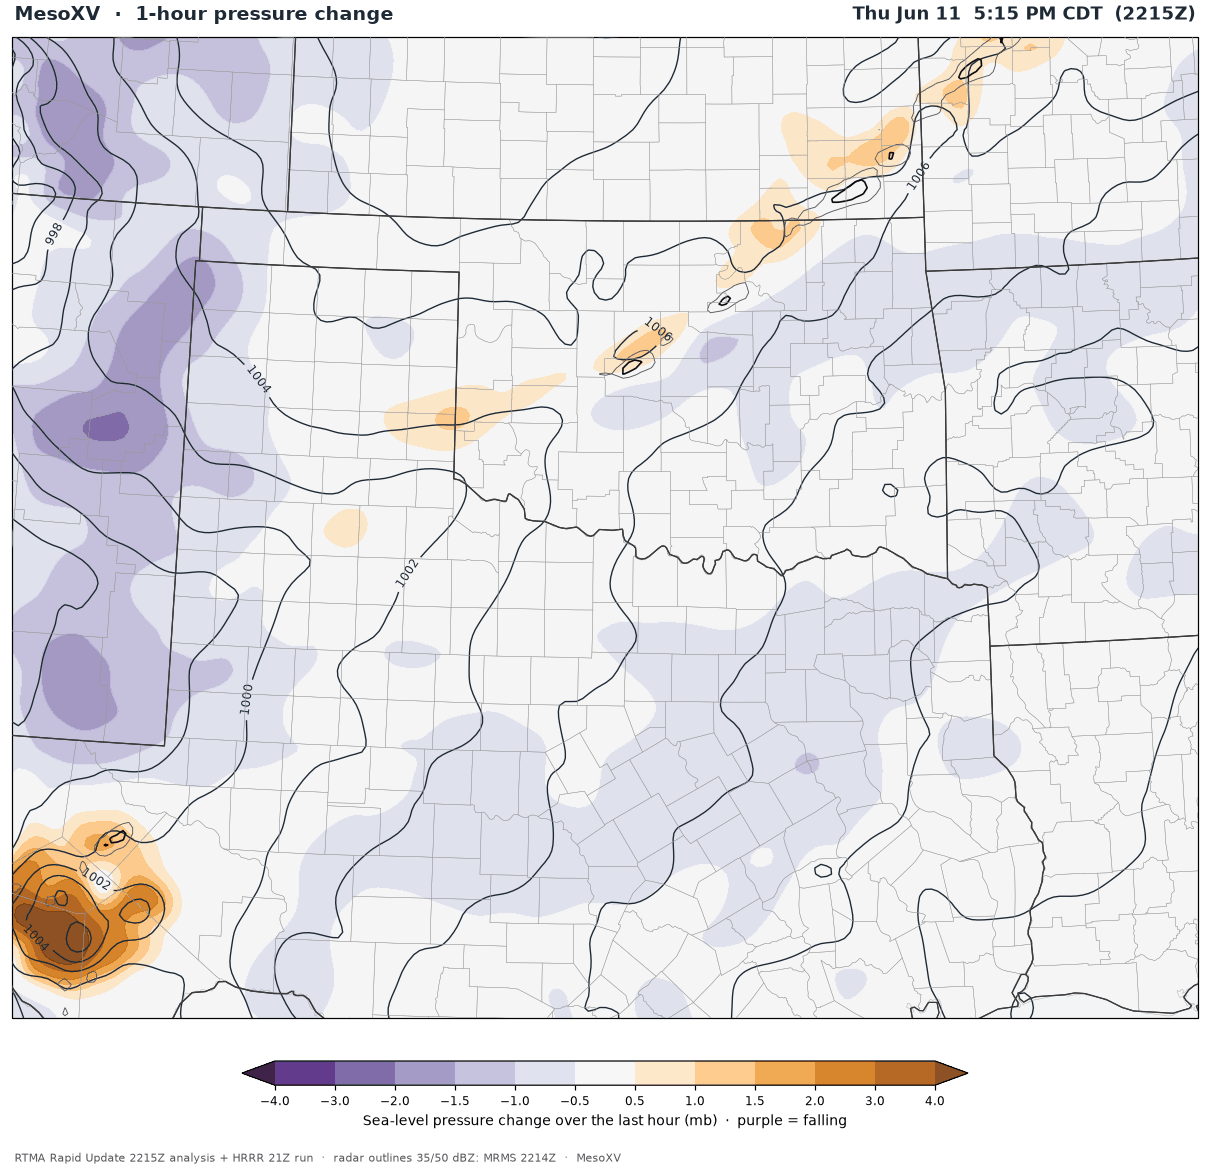 MesoXV · 1-hour pressure change
Thu Jun 11 5:15 PM CDT (2215Z)
1006
998
1006
1004
1002
1000
1002
1004
−4.0 −3.0 −2.0 −1.5 −1.0 −0.5 0.5 1.0 1.5 2.0 3.0 4.0
Sea-level pressure change over the last hour (mb) · purple = falling
RTMA Rapid Update 2215Z analysis + HRRR 21Z run · radar outlines 35/50 dBZ: MRMS 2214Z · MesoXV